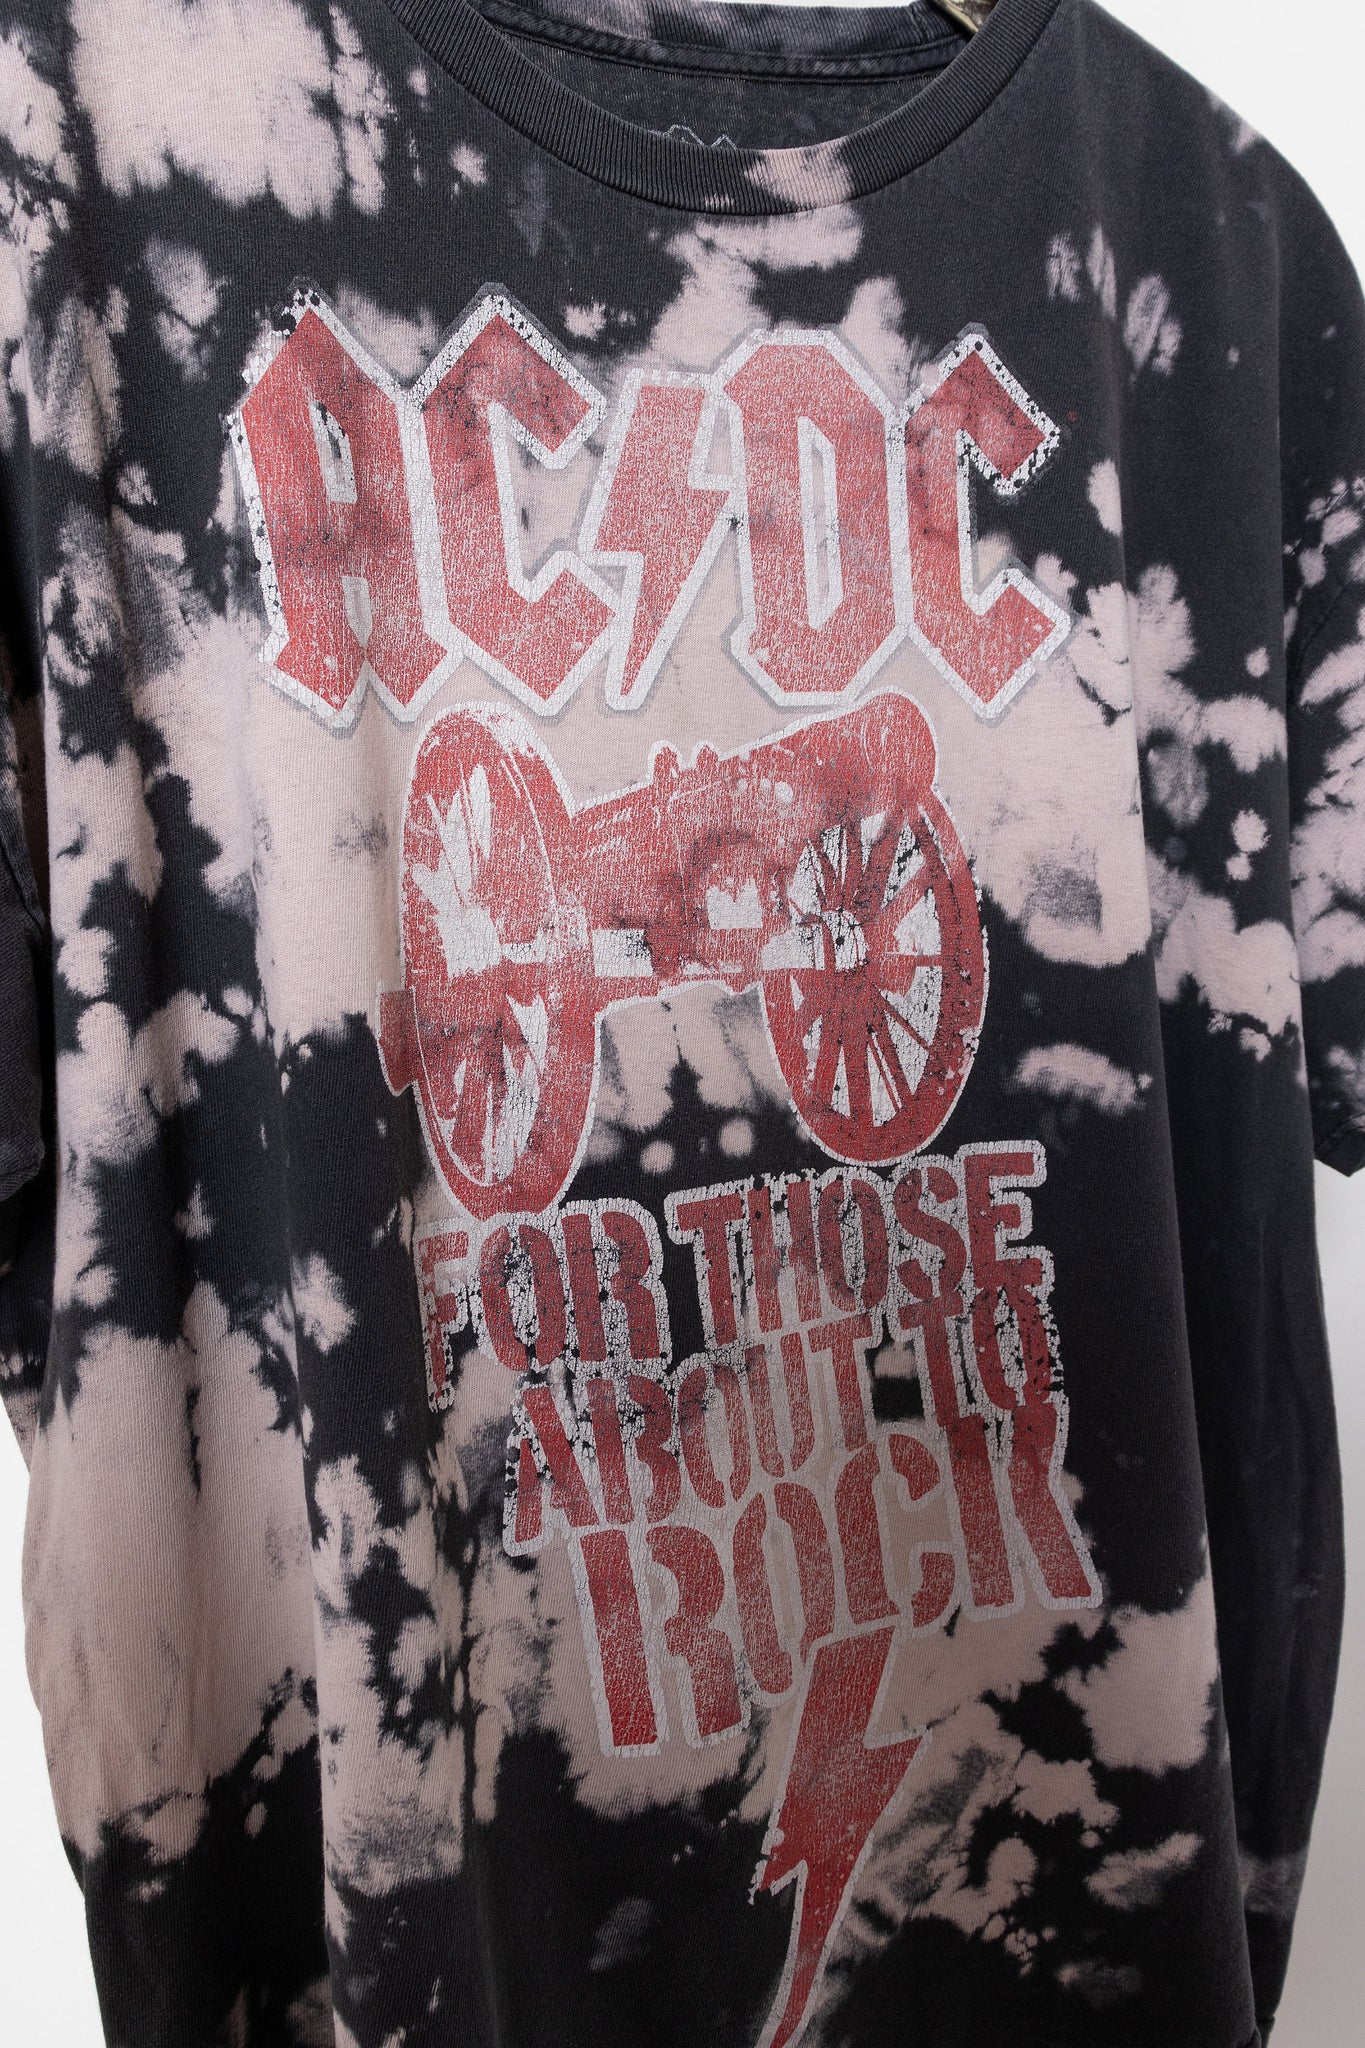 AC/DC
FOR THOSE
ABOUT TO
ROCK